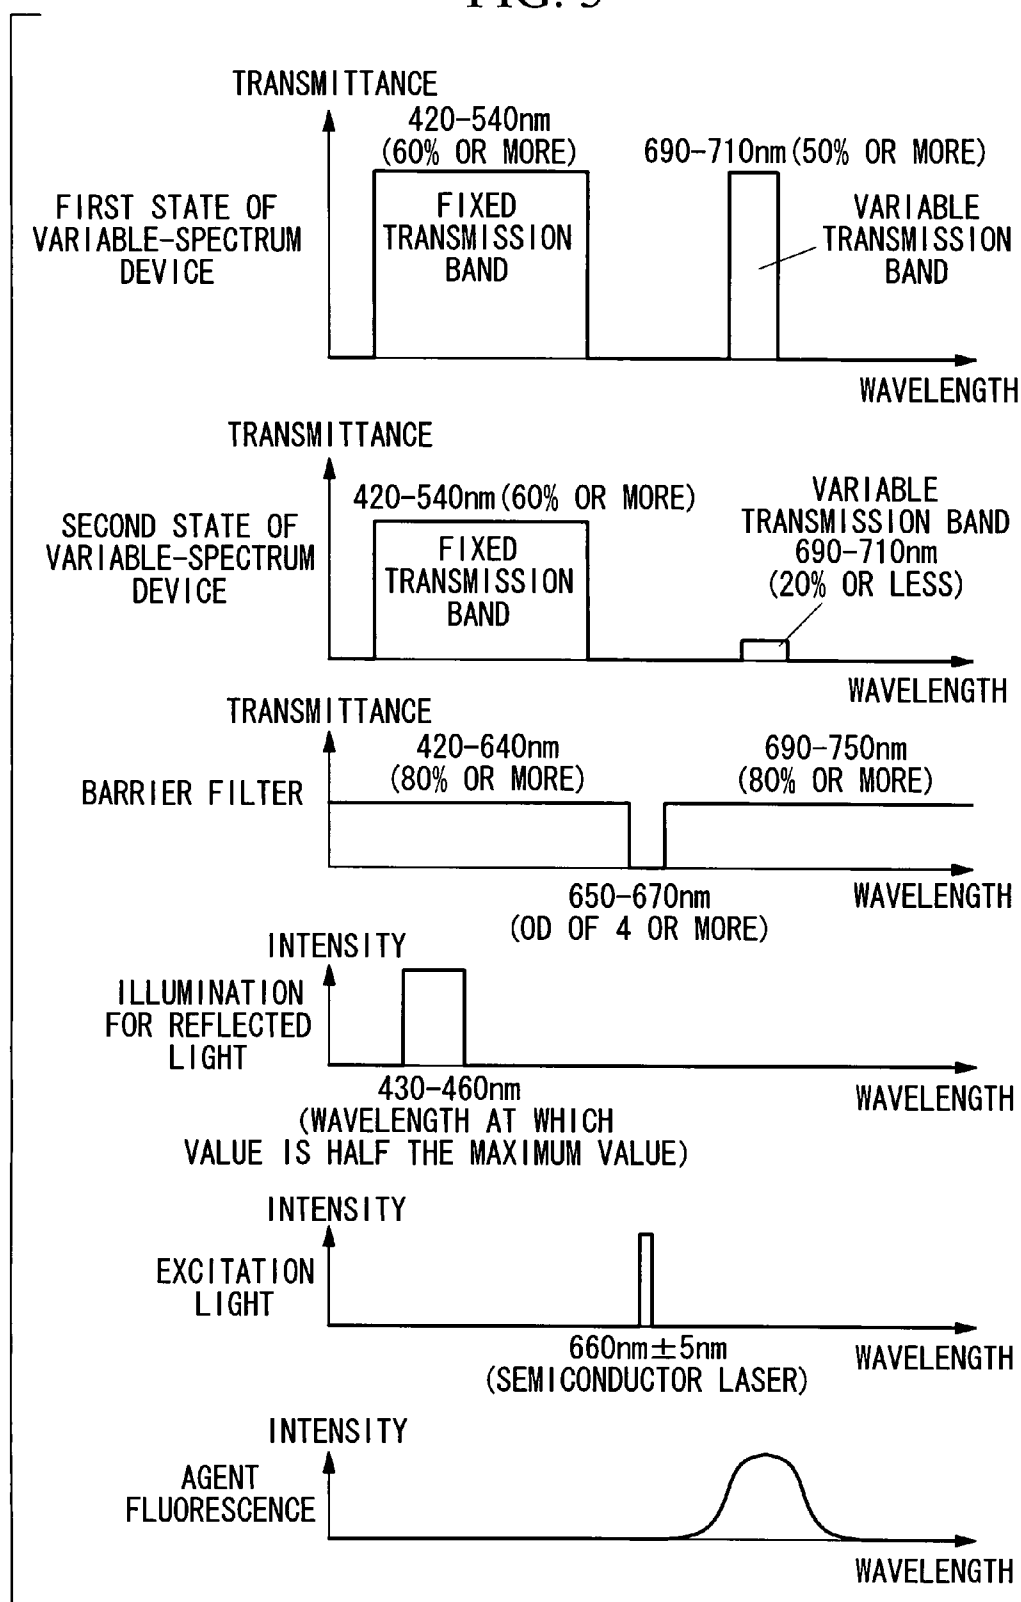 FIG. 3
TRANSMITTANCE
420-540nm
(60% OR MORE)
690-710nm(50% OR MORE)
FIRST STATE OF
VARIABLE-SPECTRUM
DEVICE
FIXED
TRANSMISSION
BAND
VARIABLE
TRANSMISSION
BAND
WAVELENGTH
TRANSMITTANCE
420-540nm(60% OR MORE)
SECOND STATE OF
VARIABLE-SPECTRUM
DEVICE
FIXED
TRANSMISSION
BAND
VARIABLE
TRANSMISSION BAND
690-710nm
(20% OR LESS)
WAVELENGTH
TRANSMITTANCE
420-640nm
(80% OR MORE)
690-750nm
(80% OR MORE)
BARRIER FILTER
650-670nm
(OD OF 4 OR MORE)
WAVELENGTH
INTENSITY
ILLUMINATION
FOR REFLECTED
LIGHT
430-460nm
(WAVELENGTH AT WHICH
VALUE IS HALF THE MAXIMUM VALUE)
WAVELENGTH
INTENSITY
EXCITATION
LIGHT
660nm±5nm
(SEMICONDUCTOR LASER)
WAVELENGTH
INTENSITY
AGENT
FLUORESCENCE
WAVELENGTH